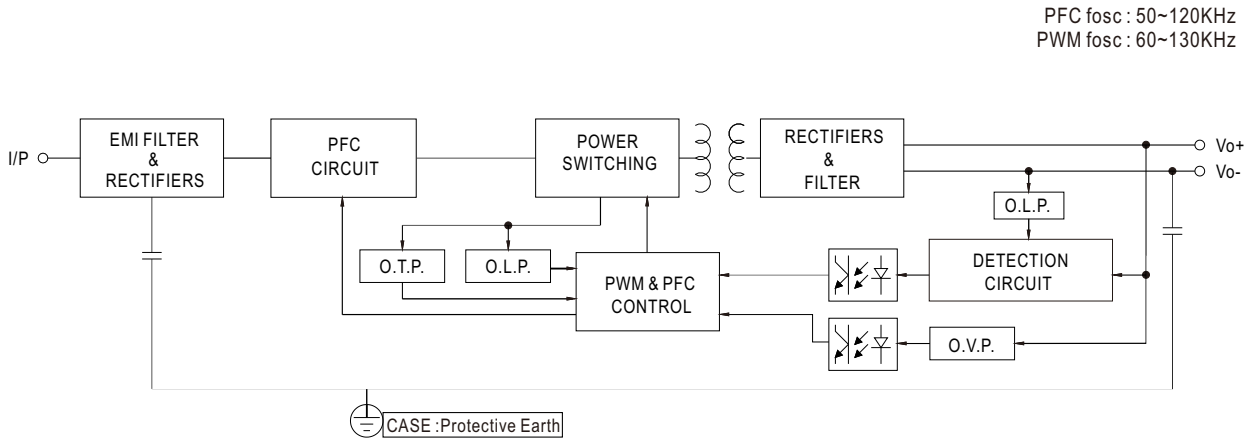 PFC fosc : 50~120KHz
PWM fosc : 60~130KHz
I/P
EMI FILTER
&
RECTIFIERS
PFC
CIRCUIT
POWER
SWITCHING
RECTIFIERS
&
FILTER
Vo+
Vo-
O.L.P.
O.T.P.
O.L.P.
PWM & PFC
CONTROL
DETECTION
CIRCUIT
O.V.P.
CASE : Protective Earth